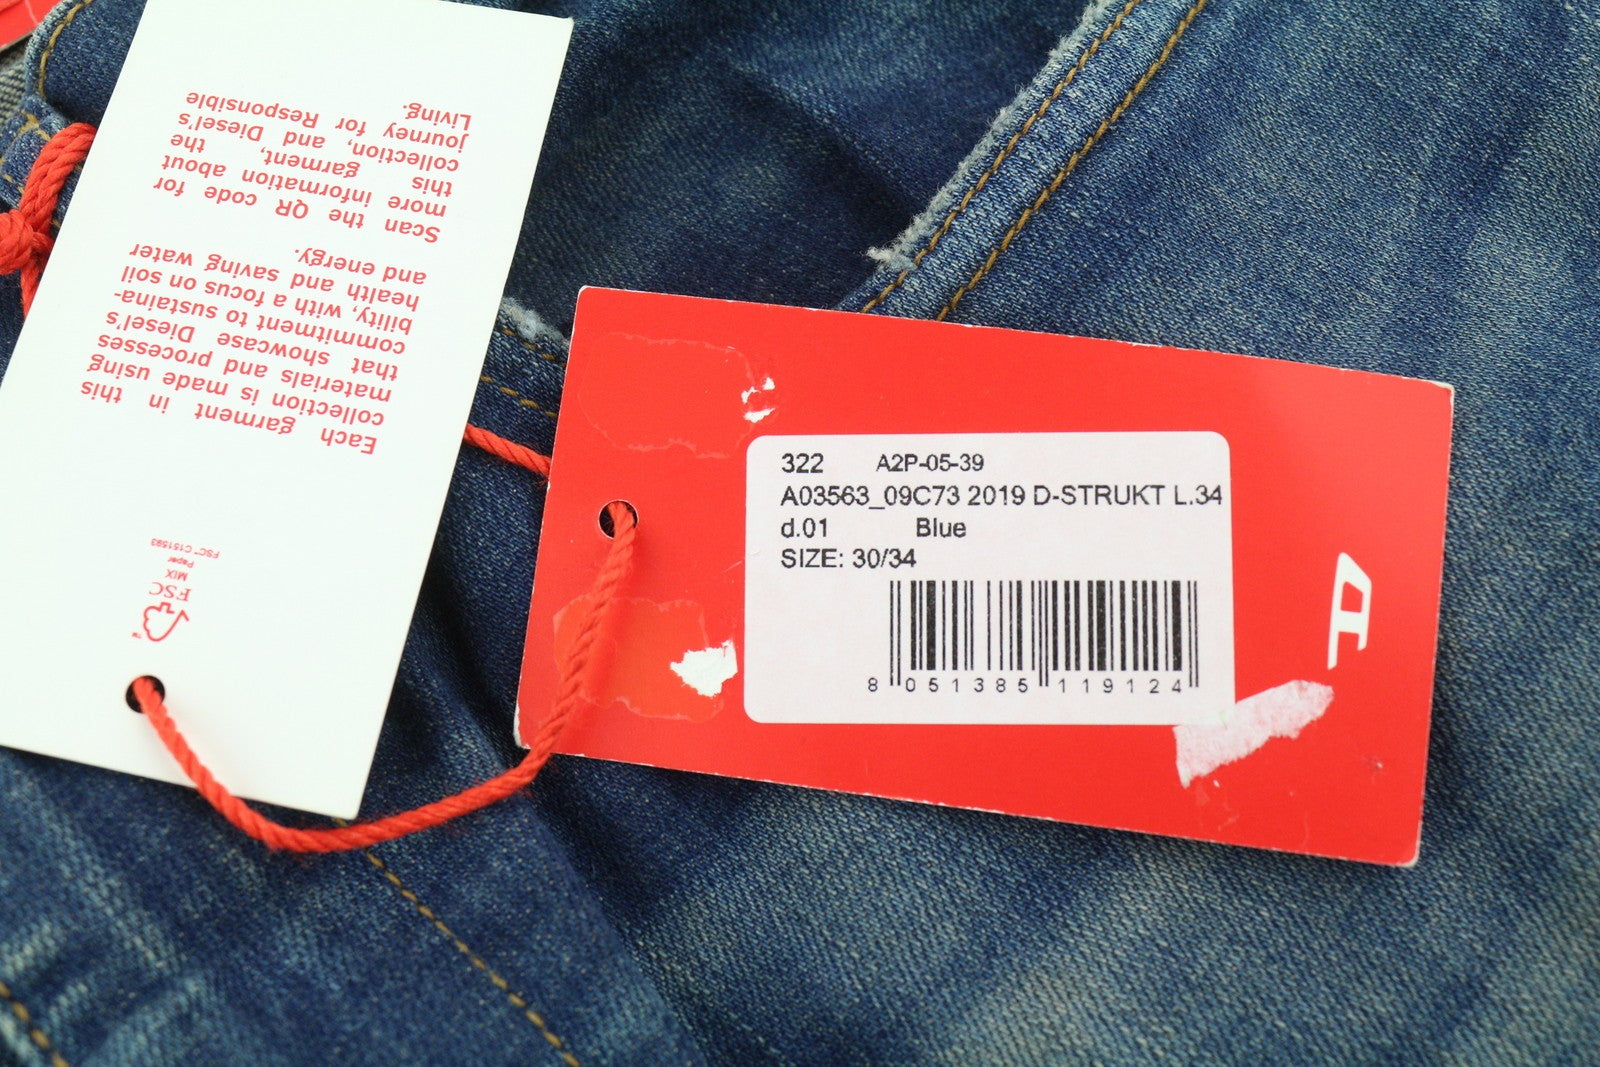 Each garment in this
collection is made using
materials and processes
that showcase Diesel's
commitment to sustaina-
bility, with a focus on soil
health and saving water
and energy.
Scan the QR code for
more information about
this garment, the
collection, and Diesel's
journey for Responsible
Living.
FSC
MIX
Paper
FSC™ C151593
322 A2P-05-39
A03563_09C73 2019 D-STRUKT L.34
d.01 Blue
SIZE: 30/34
8 051385 119124
D